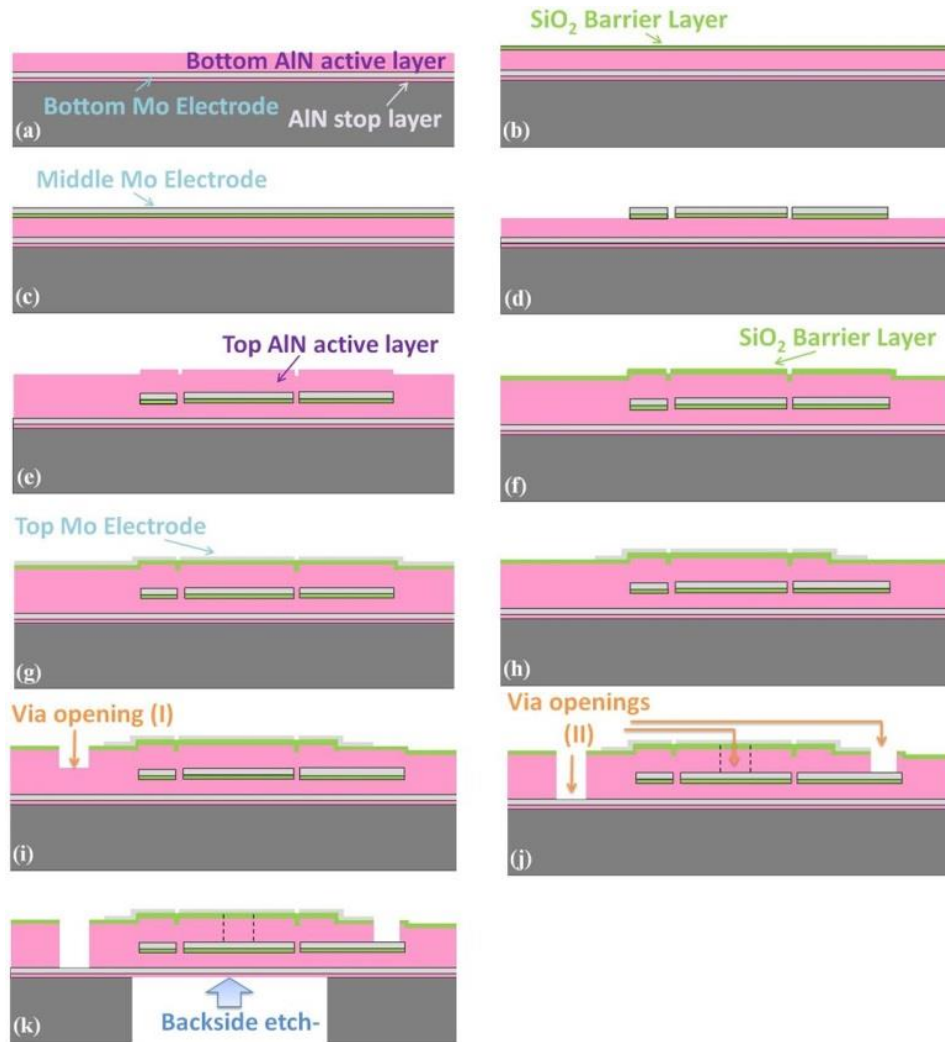 SiO₂ Barrier Layer
Bottom AlN active layer
Bottom Mo Electrode
AlN stop layer
(a)
(b)
Middle Mo Electrode
(c)
(d)
Top AlN active layer
SiO₂ Barrier Layer
(e)
(f)
Top Mo Electrode
(g)
(h)
Via opening (I)
Via openings
(II)
(i)
(j)
(k)
Backside etch-